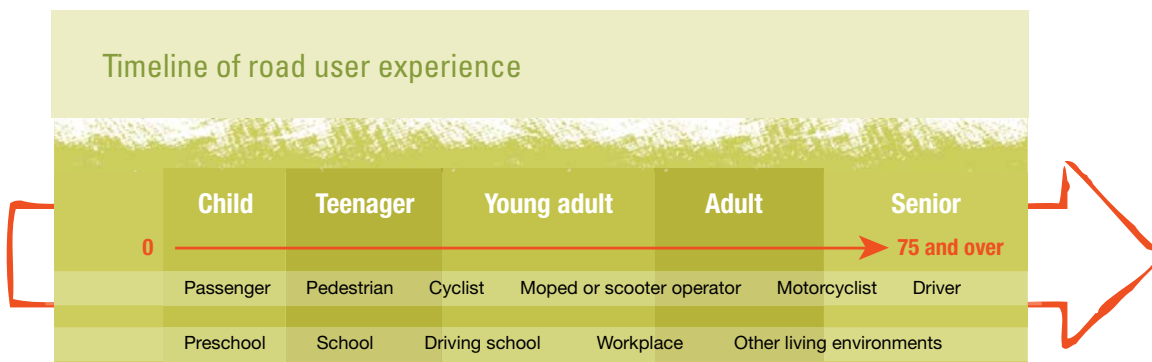 Timeline of road user experience
Child Teenager Young adult Adult Senior
0 75 and over
Passenger Pedestrian Cyclist Moped or scooter operator Motorcyclist Driver
Preschool School Driving school Workplace Other living environments